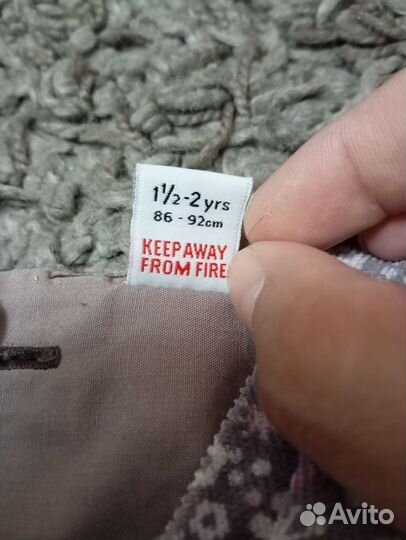 1½-2 yrs
86 - 92cm
KEEP AWAY
FROM FIRE
Avito